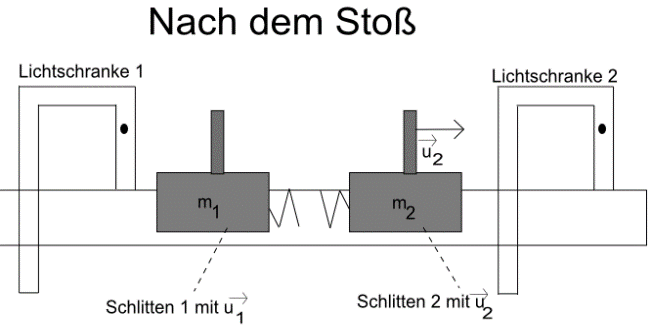 Nach dem Stoß
Lichtschranke 1
Lichtschranke 2
u2
m1
m2
Schlitten 1 mit u1
Schlitten 2 mit u2